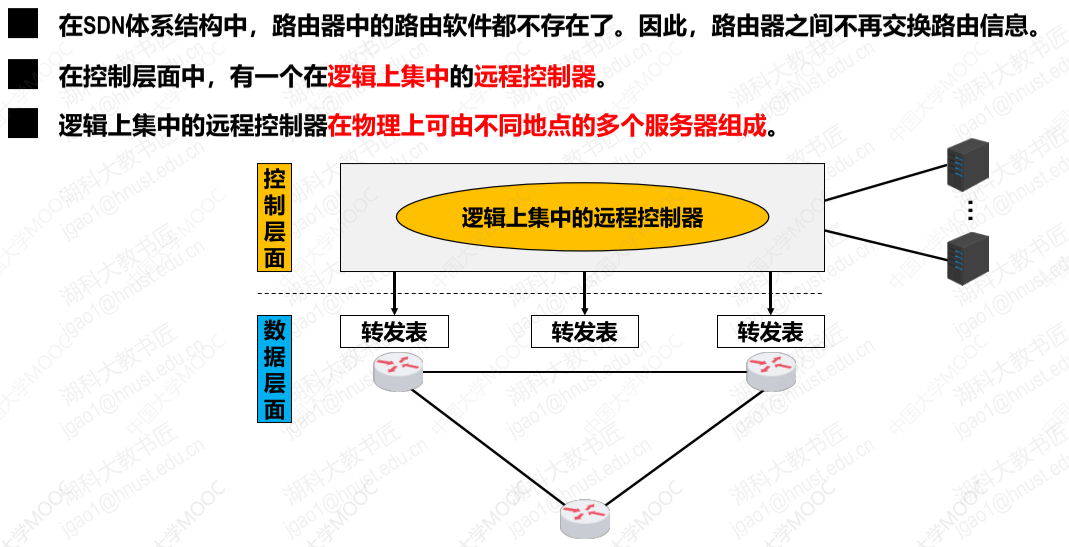 在SDN体系结构中，路由器中的路由软件都不存在了。因此，路由器之间不再交换路由信息。
在控制层面中，有一个在逻辑上集中的远程控制器。
逻辑上集中的远程控制器在物理上可由不同地点的多个服务器组成。
控制层面
逻辑上集中的远程控制器
数据层面
转发表
转发表
转发表
湖科大教书匠
jgao1@hnust.edu.cn
中国大学MOOC